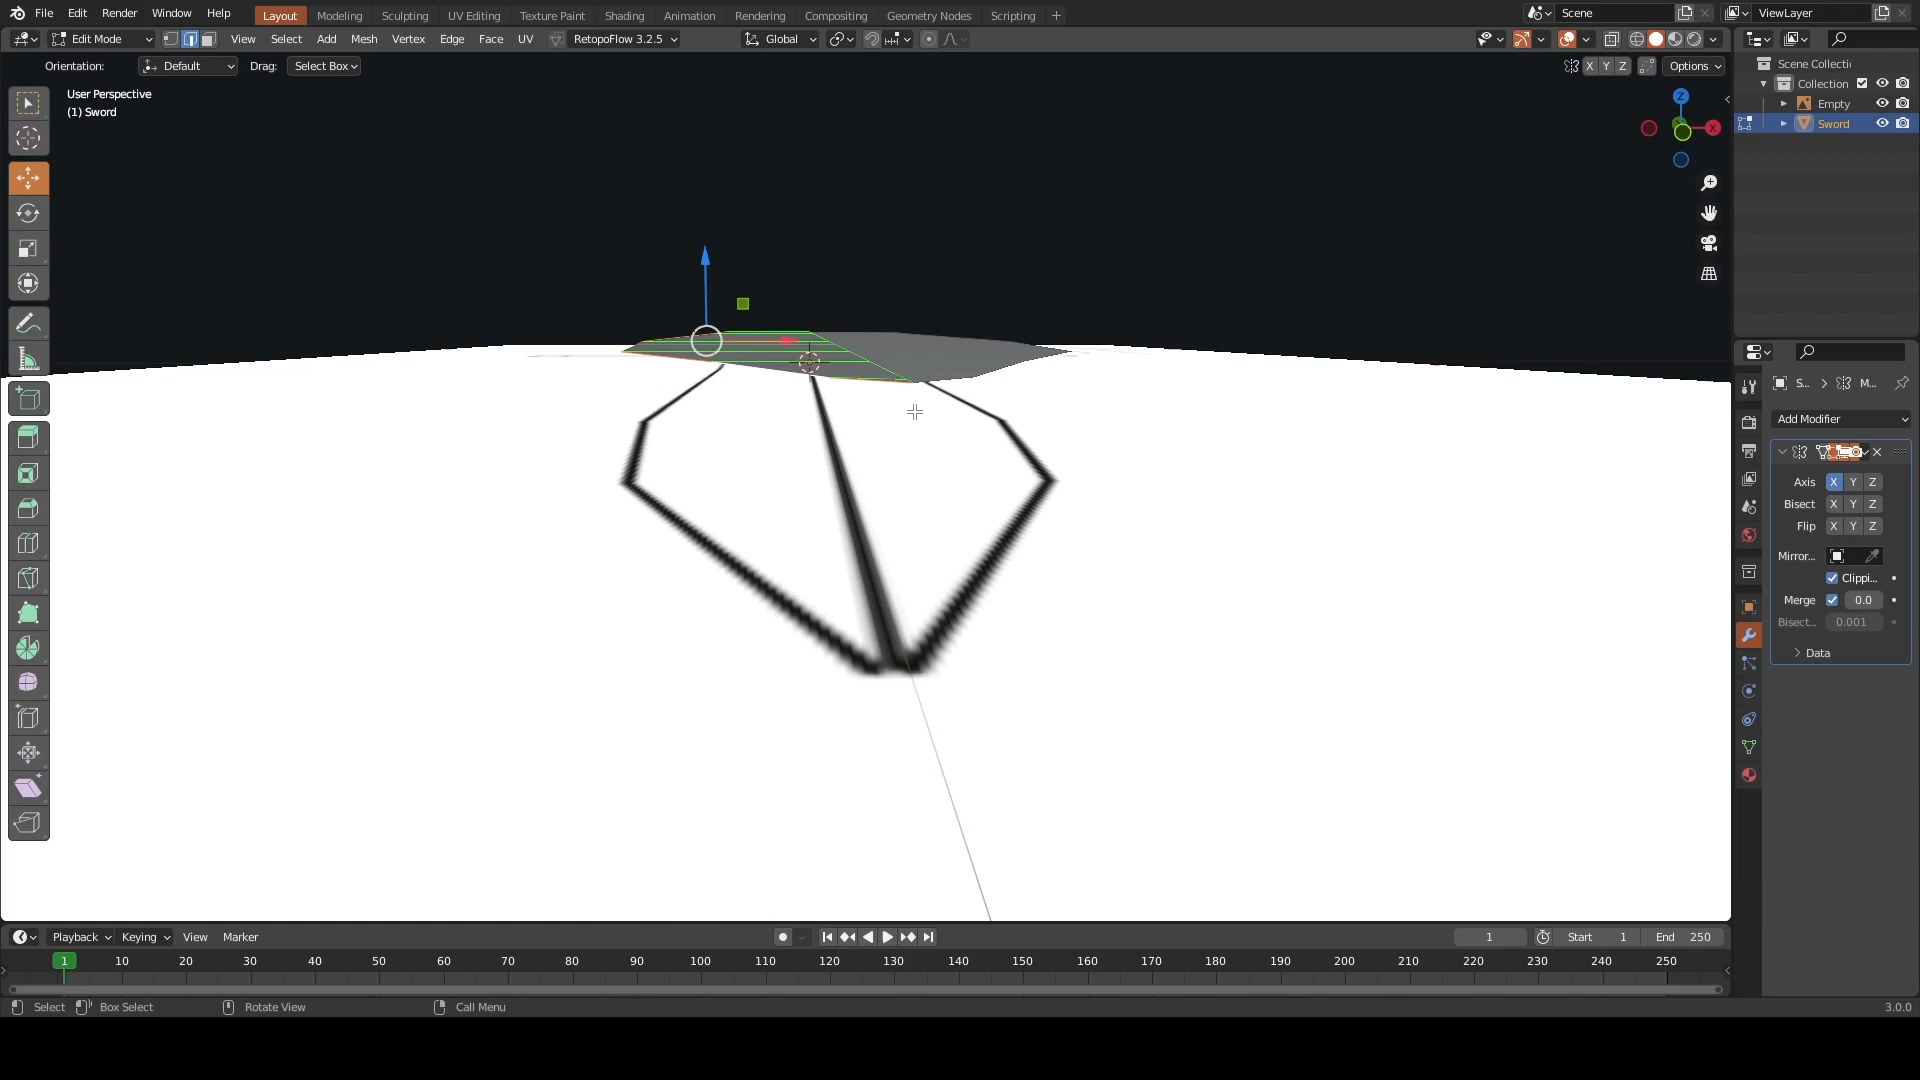 File Edit Render Window Help Layout Modeling Sculpting UV Editing Texture Paint Shading Animation Rendering Compositing Geometry Nodes Scripting + Scene ViewLayer
Edit Mode View Select Add Mesh Vertex Edge Face UV RetopoFlow 3.2.5 Global
Orientation: Default Drag: Select Box X Y Z Options
Scene Collecti
Collection
Empty
Sword
User Perspective
(1) Sword
Z
X
S... M...
Add Modifier
Axis X Y Z
Bisect X Y Z
Flip X Y Z
Mirror...
Clippi...
Merge 0.0
Bisect... 0.001
Data
Playback Keying View Marker 1 Start 1 End 250
1 10 20 30 40 50 60 70 80 90 100 110 120 130 140 150 160 170 180 190 200 210 220 230 240 250
Select Box Select Rotate View Call Menu 3.0.0